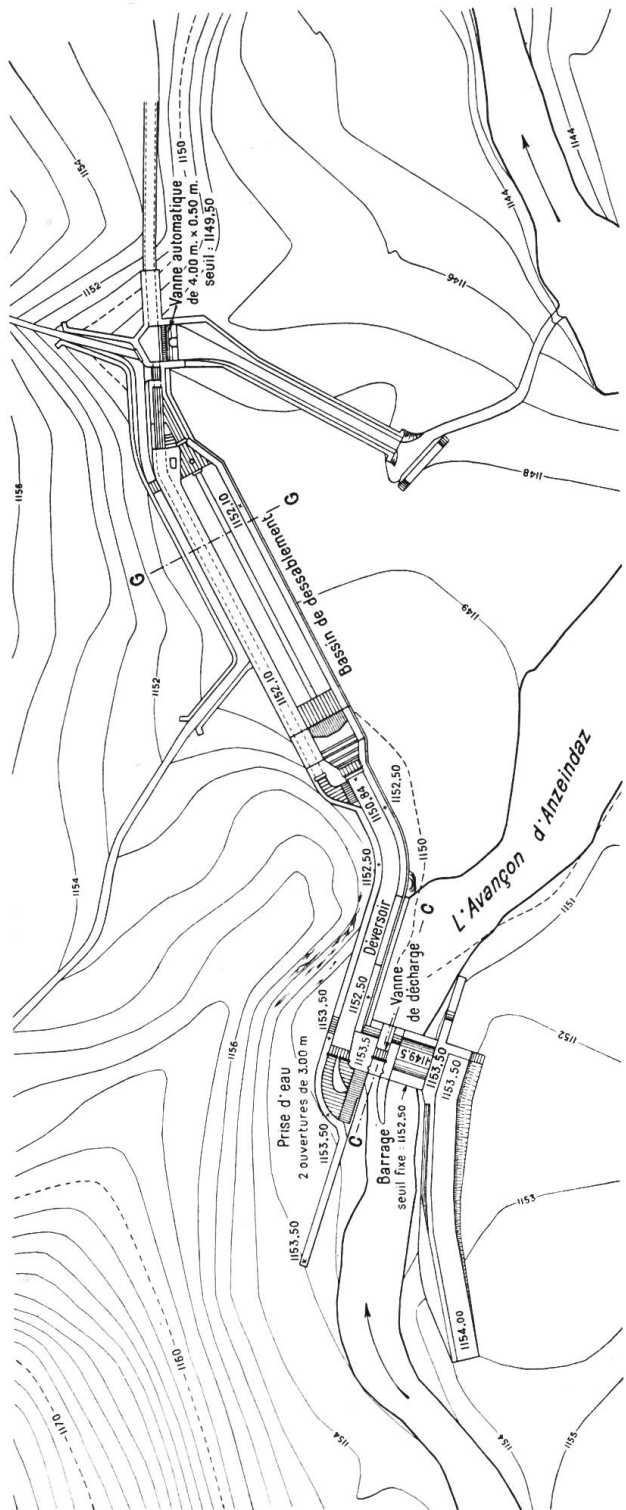 1170
1160
1156
1154
1156
1152
1154
1152
1150
Vanne automatique
de 4.00 m. x 0.50 m.
seuil : 1149.50
1144
1144
1146
1148
1149
G
G
1152.10
1152.10
Bassin de dessablement
1150.84
1152.50
1152.50
1150
Déversoir
1152.50
C
C
Vanne
de décharge
L'Avançon d'Anzeindaz
1151
1152
1153
Prise d'eau
2 ouvertures de 3.00 m
1153.50
1153.50
1153.50
1153.5
1149.5
1153.50
1153.50
Barrage
seuil fixe : 1152.50
1154.00
1154
1154
1155